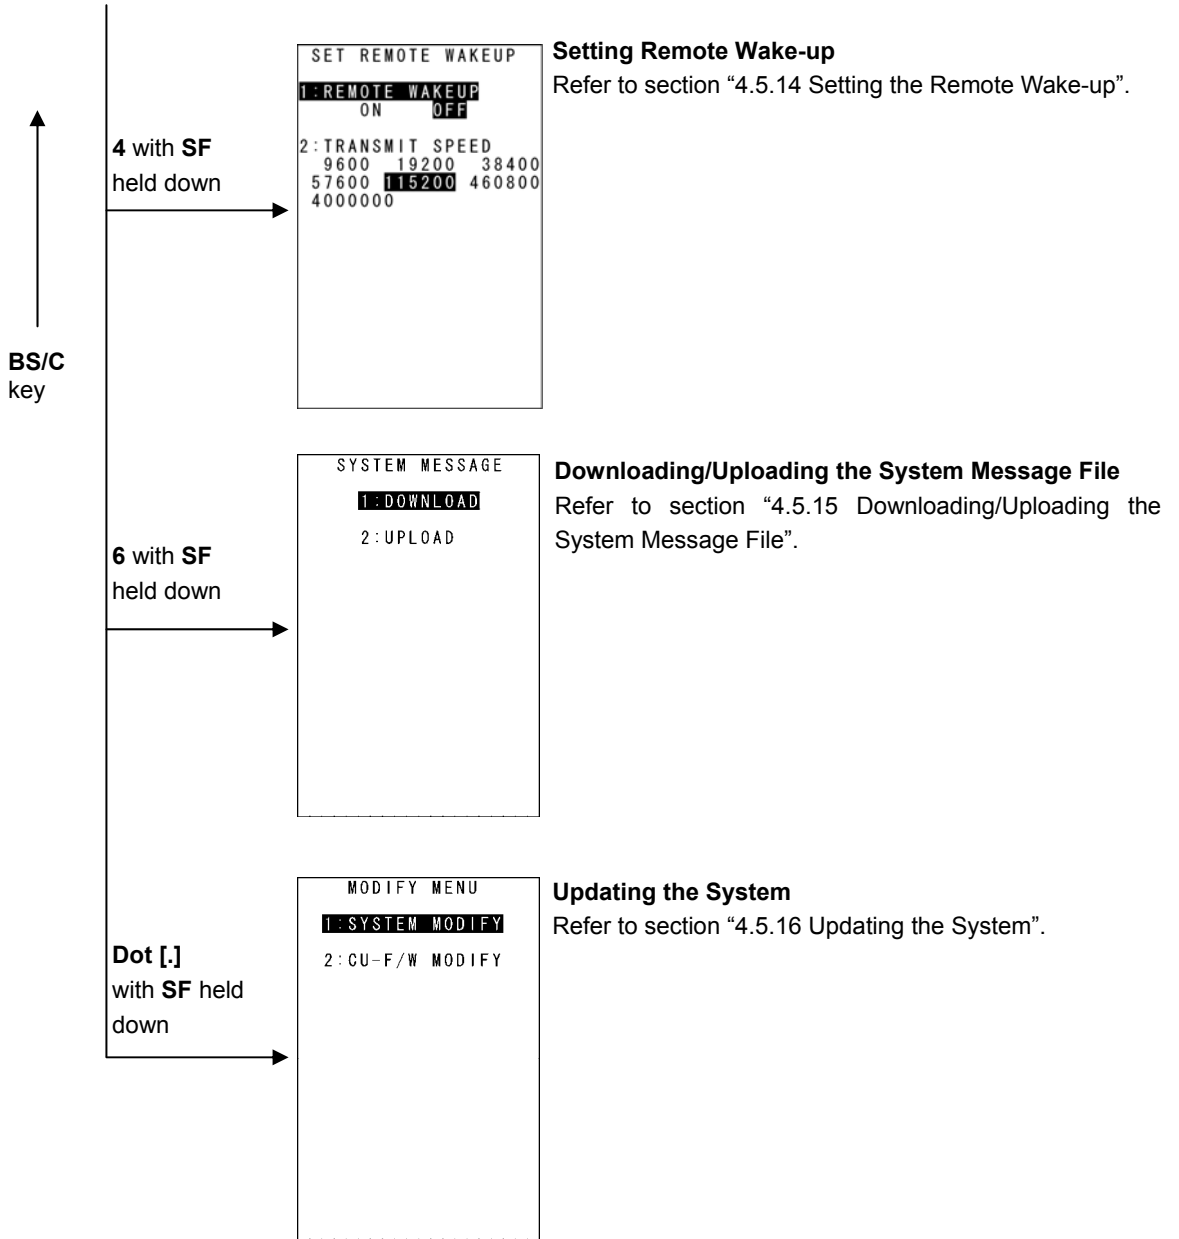 SET REMOTE WAKEUP
1:REMOTE WAKEUP
ON OFF
2:TRANSMIT SPEED
9600 19200 38400
57600 115200 460800
4000000
Setting Remote Wake-up
Refer to section “4.5.14 Setting the Remote Wake-up”.
4 with SF
held down
BS/C
key
SYSTEM MESSAGE
1:DOWNLOAD
2:UPLOAD
Downloading/Uploading the System Message File
Refer to section “4.5.15 Downloading/Uploading the
System Message File”.
6 with SF
held down
MODIFY MENU
1:SYSTEM MODIFY
2:CU-F/W MODIFY
Updating the System
Refer to section “4.5.16 Updating the System”.
Dot [.]
with SF held
down